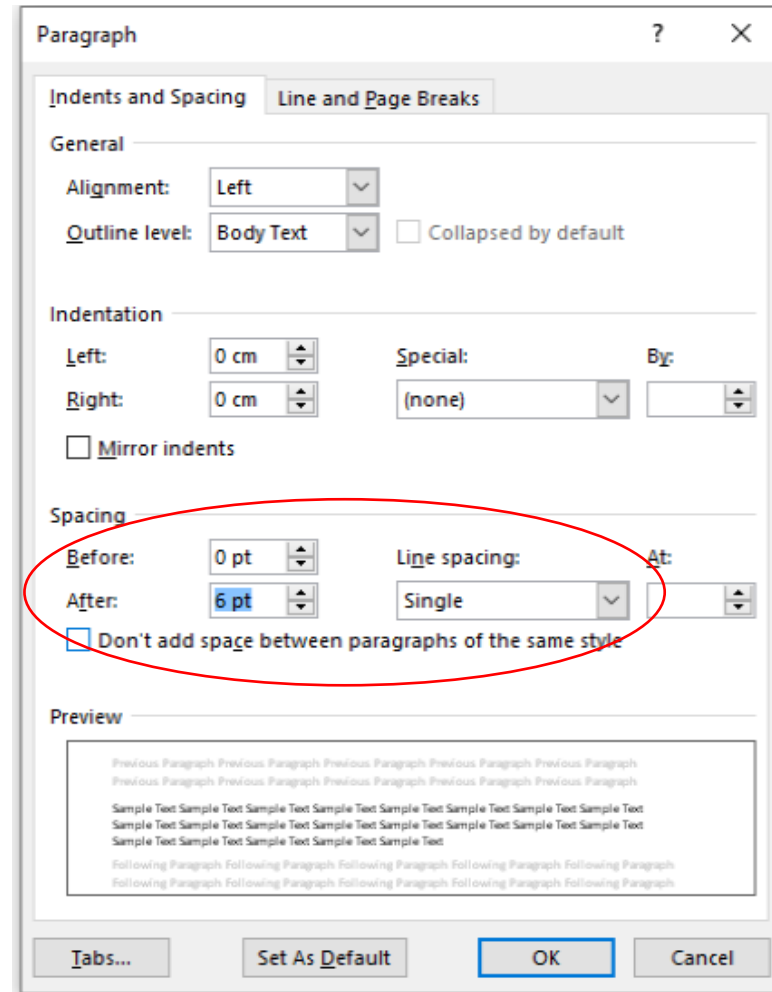 Paragraph ?
Indents and Spacing Line and Page Breaks
General
Alignment: Left
Outline level: Body Text Collapsed by default
Indentation
Left: 0 cm Special: By:
Right: 0 cm (none)
Mirror indents
Spacing
Before: 0 pt Line spacing: At:
After: 6 pt Single
Don't add space between paragraphs of the same style
Preview
Previous Paragraph Previous Paragraph Previous Paragraph Previous Paragraph Previous Paragraph
Previous Paragraph Previous Paragraph Previous Paragraph Previous Paragraph Previous Paragraph
Sample Text Sample Text Sample Text Sample Text Sample Text Sample Text Sample Text Sample Text
Sample Text Sample Text Sample Text Sample Text Sample Text Sample Text Sample Text Sample Text
Sample Text Sample Text Sample Text Sample Text Sample Text
Following Paragraph Following Paragraph Following Paragraph Following Paragraph Following Paragraph
Following Paragraph Following Paragraph Following Paragraph Following Paragraph Following Paragraph
Tabs... Set As Default OK Cancel